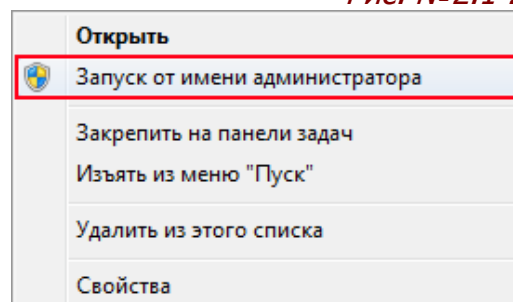 Открыть
Запуск от имени администратора
Закрепить на панели задач
Изъять из меню "Пуск"
Удалить из этого списка
Свойства